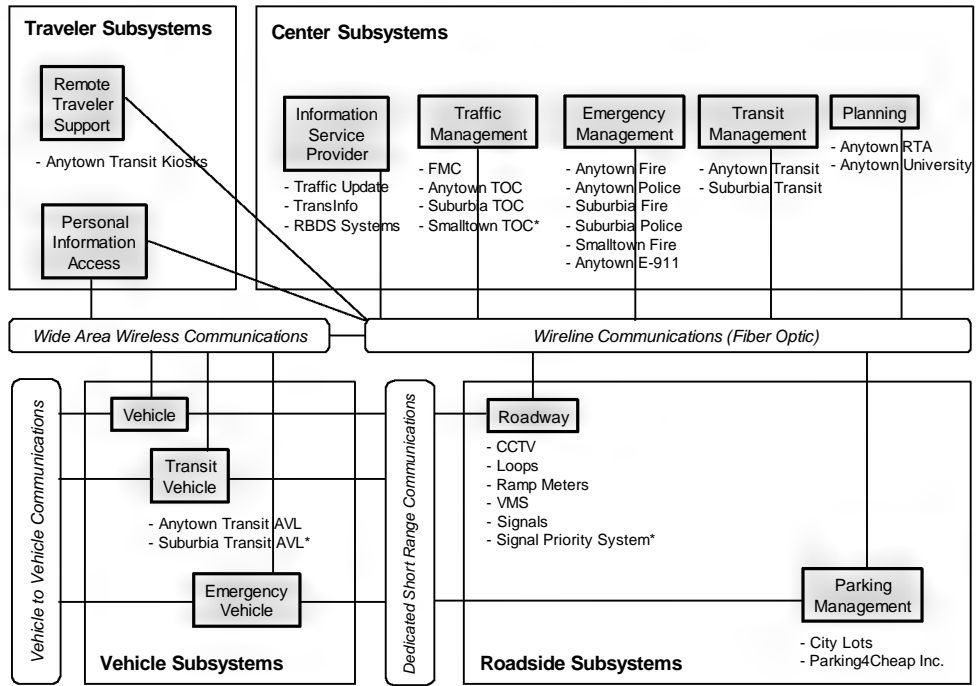 Traveler Subsystems
Remote
Traveler
Support
- Anytown Transit Kiosks
Personal
Information
Access
Center Subsystems
Information
Service
Provider
- Traffic Update
- TransInfo
- RBDS Systems
Traffic
Management
- FMC
- Anytown TOC
- Suburbia TOC
- Smalltown TOC*
Emergency
Management
- Anytown Fire
- Anytown Police
- Suburbia Fire
- Suburbia Police
- Smalltown Fire
- Anytown E-911
Transit
Management
- Anytown Transit
- Suburbia Transit
Planning
- Anytown RTA
- Anytown University
Wide Area Wireless Communications
Wireline Communications (Fiber Optic)
Vehicle to Vehicle Communications
Vehicle
Transit
Vehicle
- Anytown Transit AVL
- Suburbia Transit AVL*
Emergency
Vehicle
Vehicle Subsystems
Dedicated Short Range Communications
Roadway
- CCTV
- Loops
- Ramp Meters
- VMS
- Signals
- Signal Priority System*
Parking
Management
- City Lots
- Parking4Cheap Inc.
Roadside Subsystems